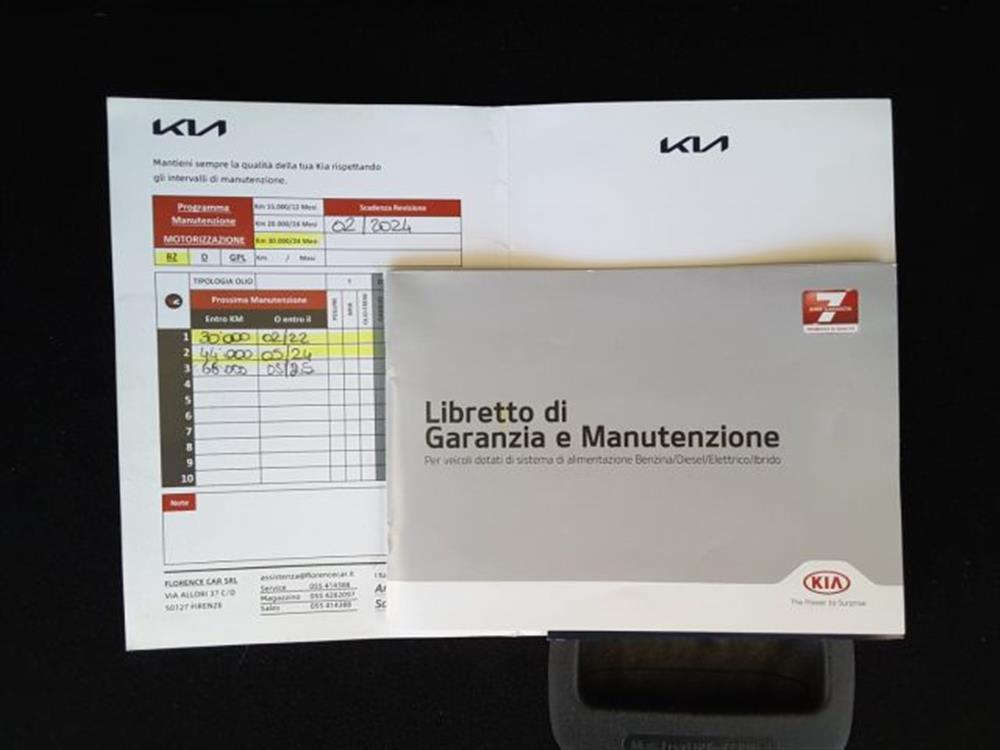 KIA
Mantieni sempre la qualità della tua Kia rispettando
gli intervalli di manutenzione.
Programma
Manutenzione
MOTORIZZAZIONE
BZ D GPL
Km 15.000/12 Mesi
Km 20.000/24 Mesi
Km 30.000/24 Mesi
Km / Mesi
Scadenza Revisione
02/2024
TIPOLOGIA OLIO
Prossima Manutenzione
Entro KM O entro il
1 30'000 02/22
2 44'000 05/24
3 66'000 05/25
4
5
6
7
8
9
10
Note
FLORENCE CAR SRL
VIA ALLORI 37 C/D
50127 FIRENZE
assistenza@florencecar.it
Service 055 414388
Magazzino 055 4262097
Sales 055 414388
KIA
7
Libretto di
Garanzia e Manutenzione
Per veicoli dotati di sistema di alimentazione Benzina/Diesel/Elettrico/Ibrido
KIA
The Power to Surprise